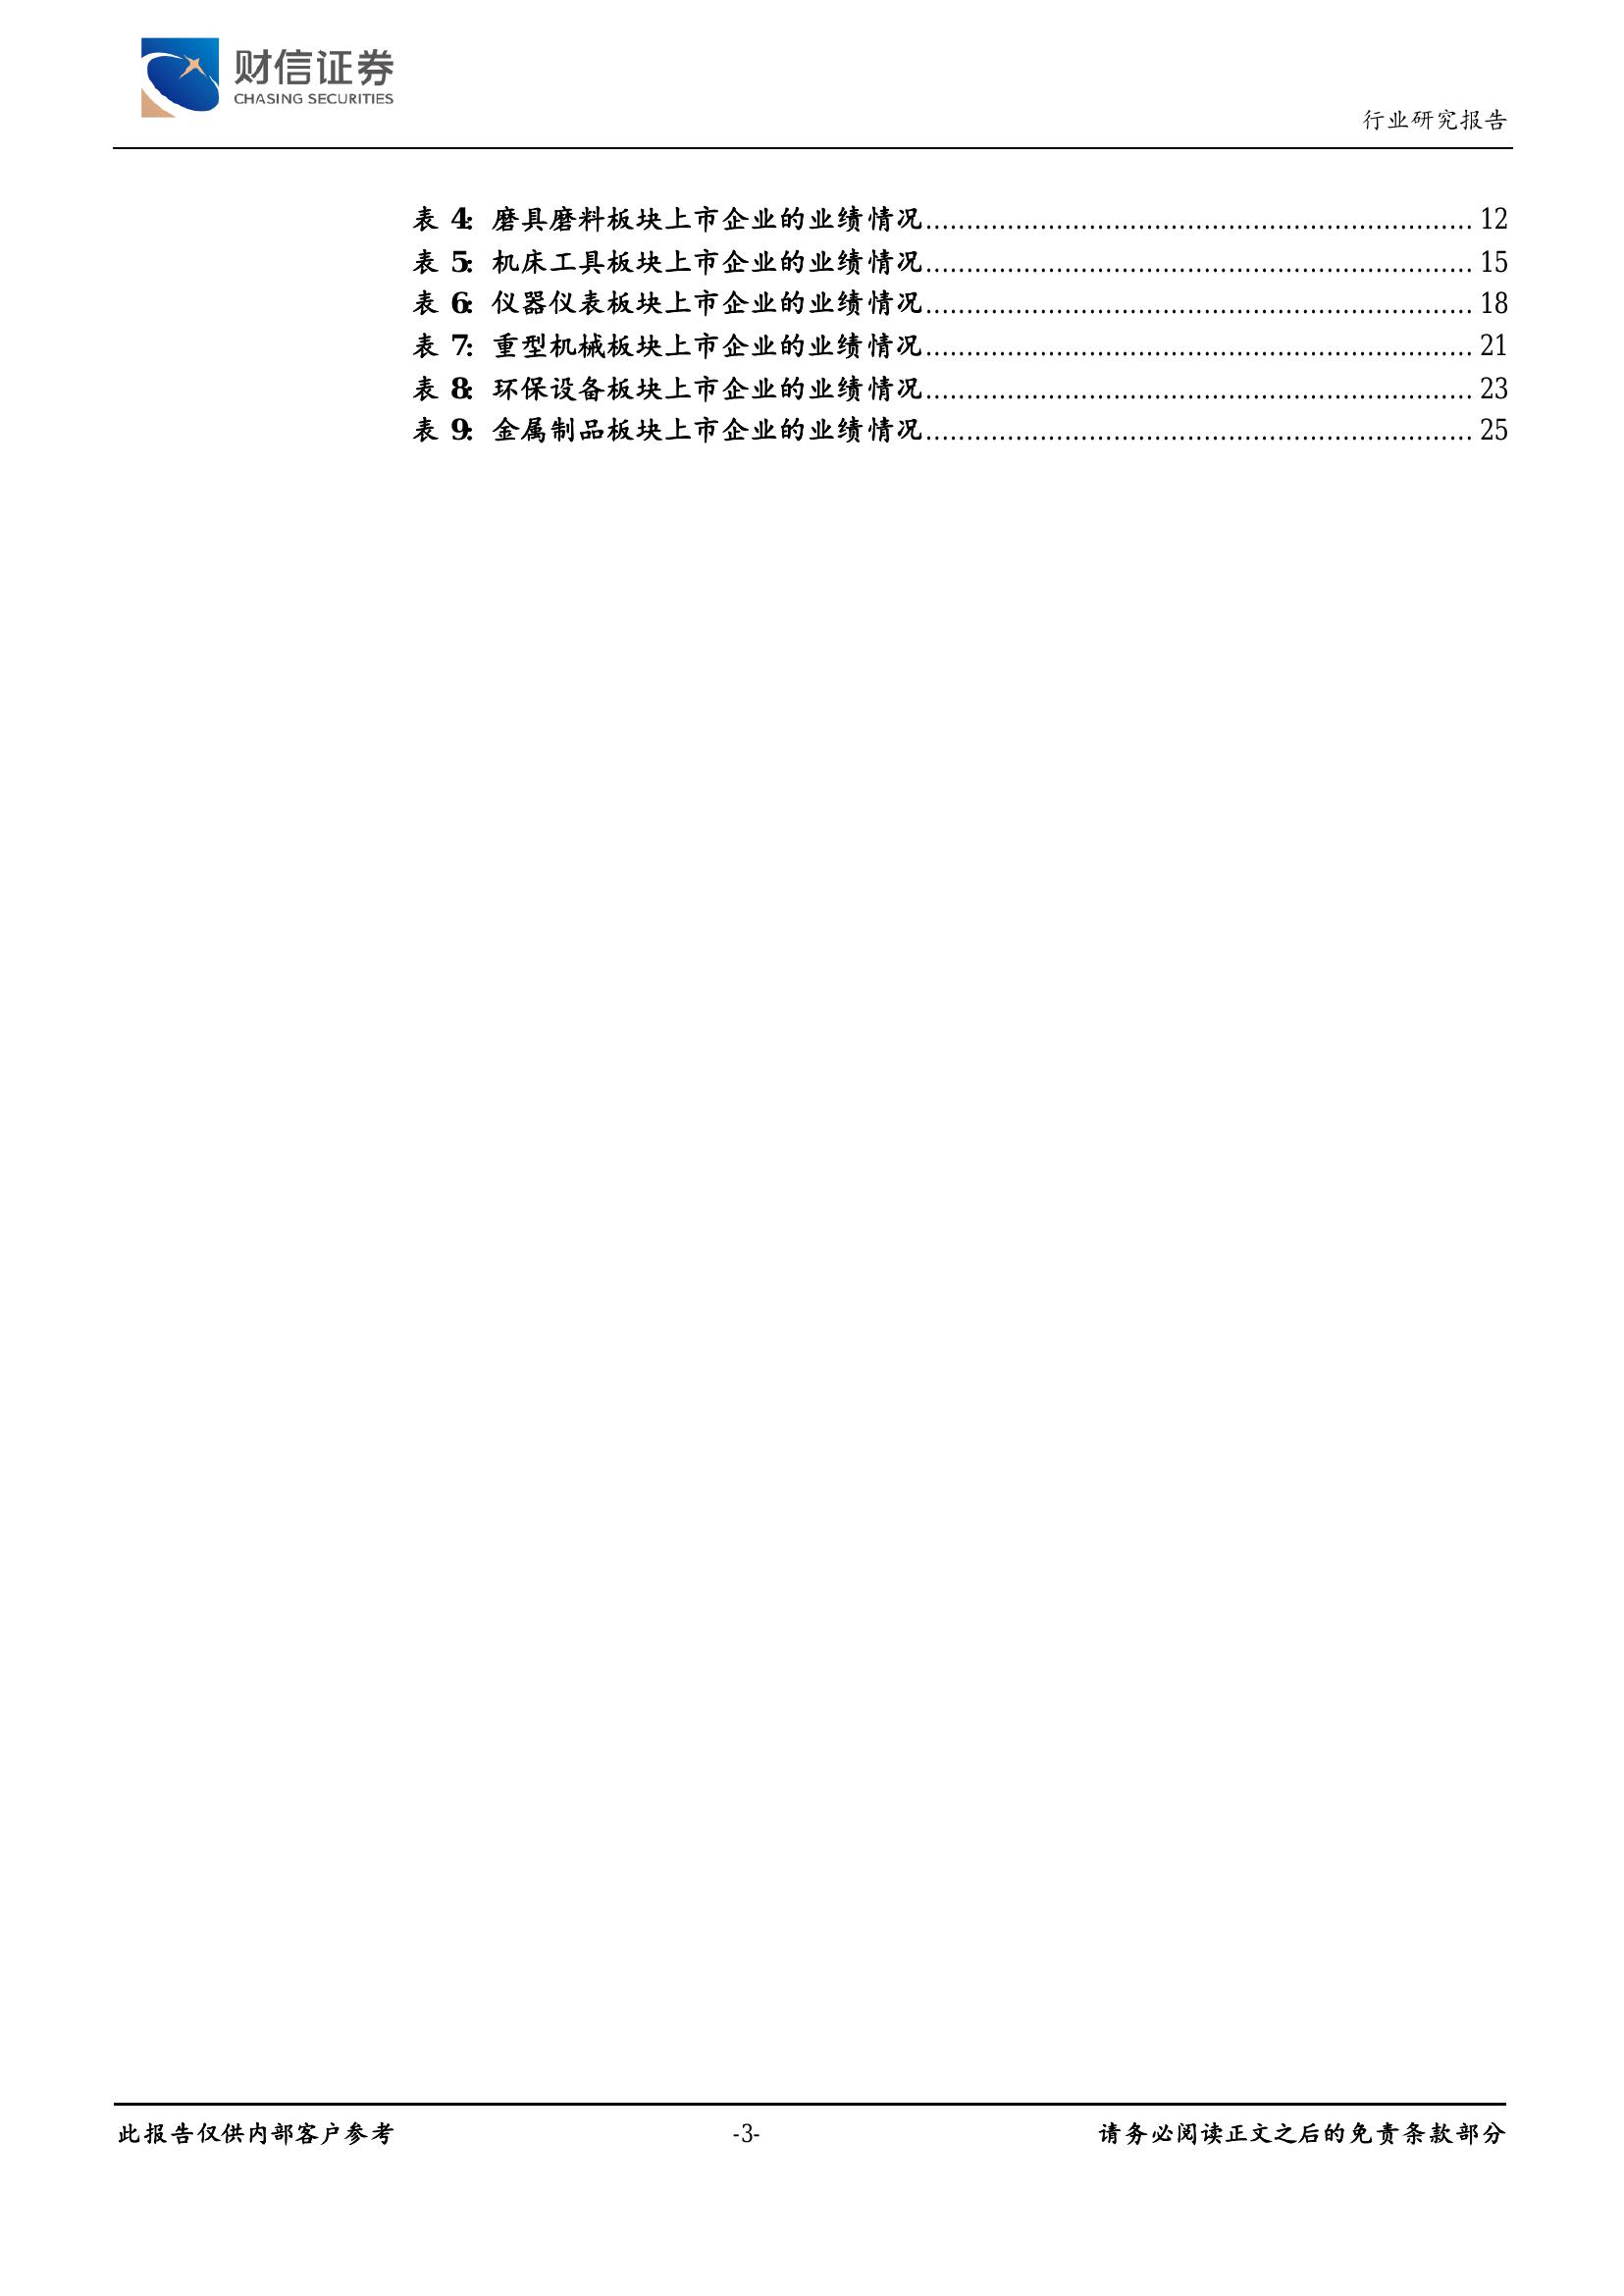 财信证券
CHASING SECURITIES
行业研究报告
表 4: 磨具磨料板块上市企业的业绩情况........................................................................ 12
表 5: 机床工具板块上市企业的业绩情况........................................................................ 15
表 6: 仪器仪表板块上市企业的业绩情况........................................................................ 18
表 7: 重型机械板块上市企业的业绩情况........................................................................ 21
表 8: 环保设备板块上市企业的业绩情况........................................................................ 23
表 9: 金属制品板块上市企业的业绩情况........................................................................ 25
此报告仅供内部客户参考
-3-
请务必阅读正文之后的免责条款部分